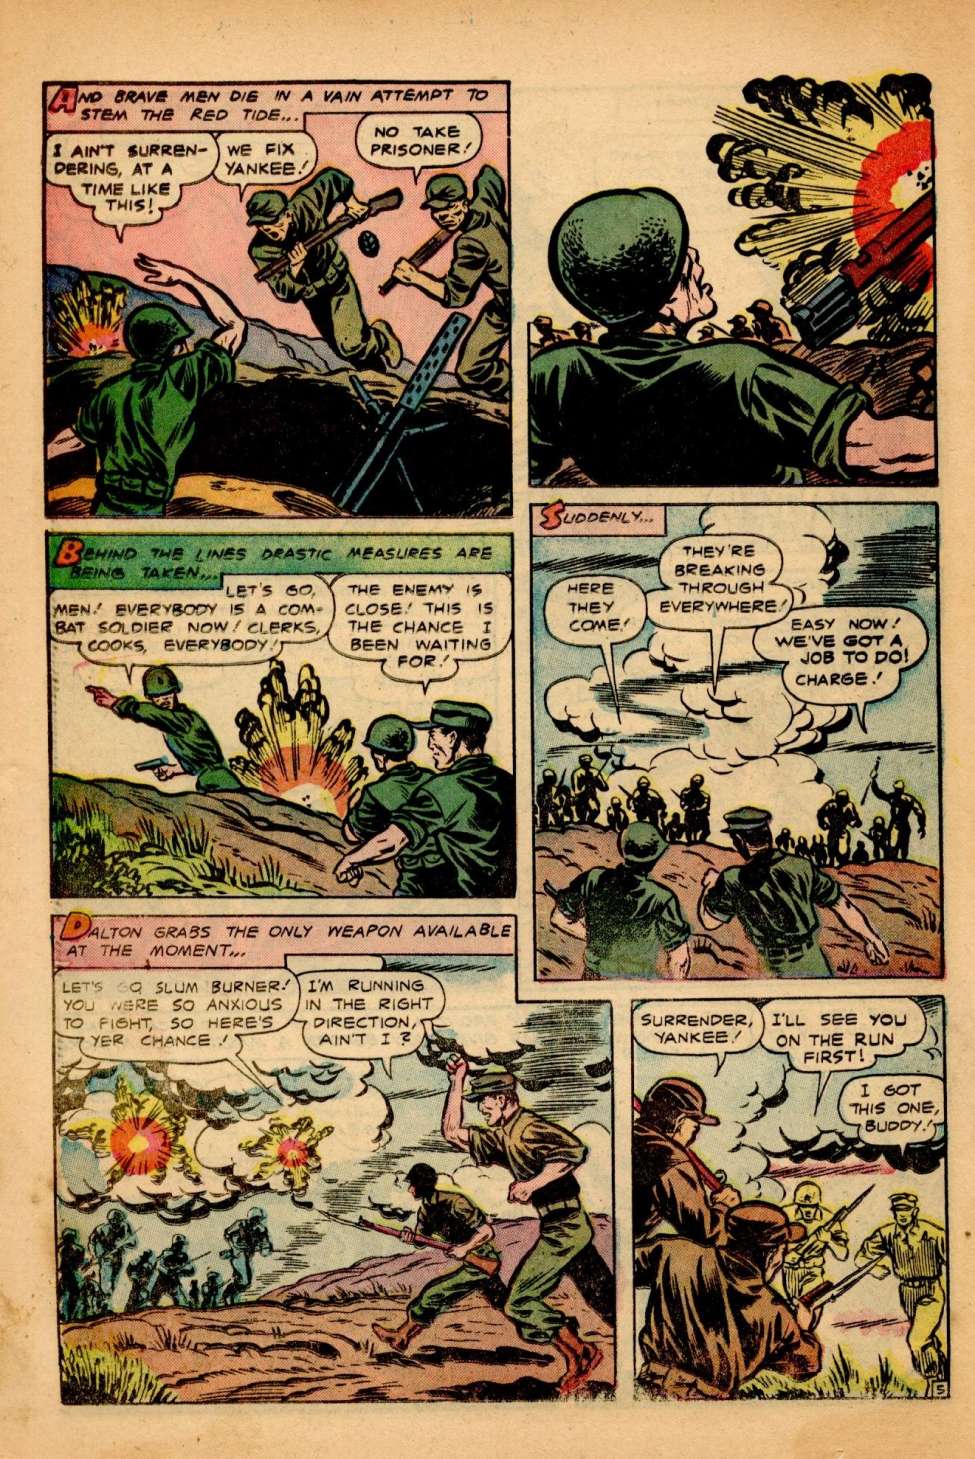 AND BRAVE MEN DIE IN A VAIN ATTEMPT TO
STEM THE RED TIDE...
I AIN'T SURREN-
DERING, AT A
TIME LIKE
THIS!
WE FIX
YANKEE!
NO TAKE
PRISONER!
BEHIND THE LINES DRASTIC MEASURES ARE
BEING TAKEN...
LET'S GO,
MEN! EVERYBODY IS A COM-
BAT SOLDIER NOW! CLERKS,
COOKS, EVERYBODY!
THE ENEMY IS
CLOSE! THIS IS
THE CHANCE I
BEEN WAITING
FOR!
SUDDENLY...
HERE
THEY
COME!
THEY'RE
BREAKING
THROUGH
EVERYWHERE!
EASY NOW!
WE'VE GOT A
JOB TO DO!
CHARGE!
DALTON GRABS THE ONLY WEAPON AVAILABLE
AT THE MOMENT...
LET'S GO SLUM BURNER!
YOU WERE SO ANXIOUS
TO FIGHT, SO HERE'S
YER CHANCE!
I'M RUNNING
IN THE RIGHT
DIRECTION,
AIN'T I?
SURRENDER,
YANKEE!
I'LL SEE YOU
ON THE RUN
FIRST!
I GOT
THIS ONE,
BUDDY!
5